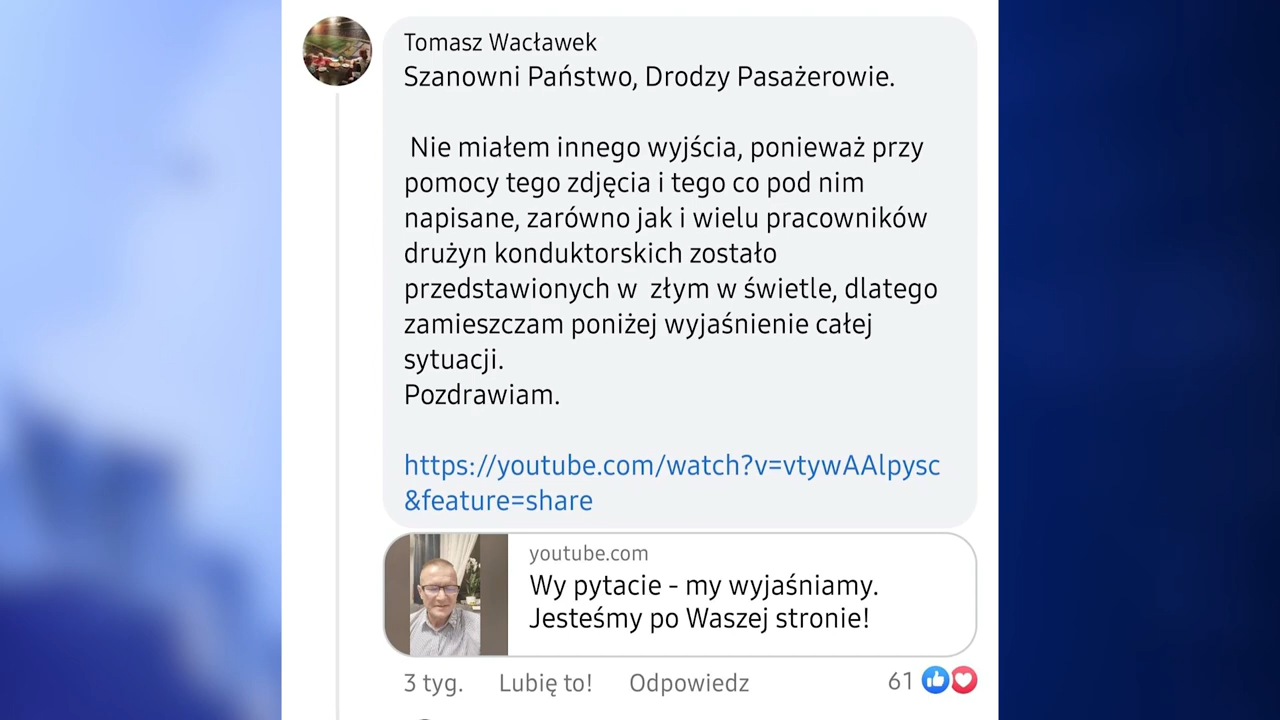 Tomasz Wacławek
Szanowni Państwo, Drodzy Pasażerowie.
Nie miałem innego wyjścia, ponieważ przy
pomocy tego zdjęcia i tego co pod nim
napisane, zarówno jak i wielu pracowników
drużyn konduktorskich zostało
przedstawionych w  złym w świetle, dlatego
zamieszczam poniżej wyjaśnienie całej
sytuacji.
Pozdrawiam.
https://youtube.com/watch?v=vtywAAlpysc
&feature=share
youtube.com
Wy pytacie - my wyjaśniamy.
Jesteśmy po Waszej stronie!
3 tyg. Lubię to! Odpowiedz 61